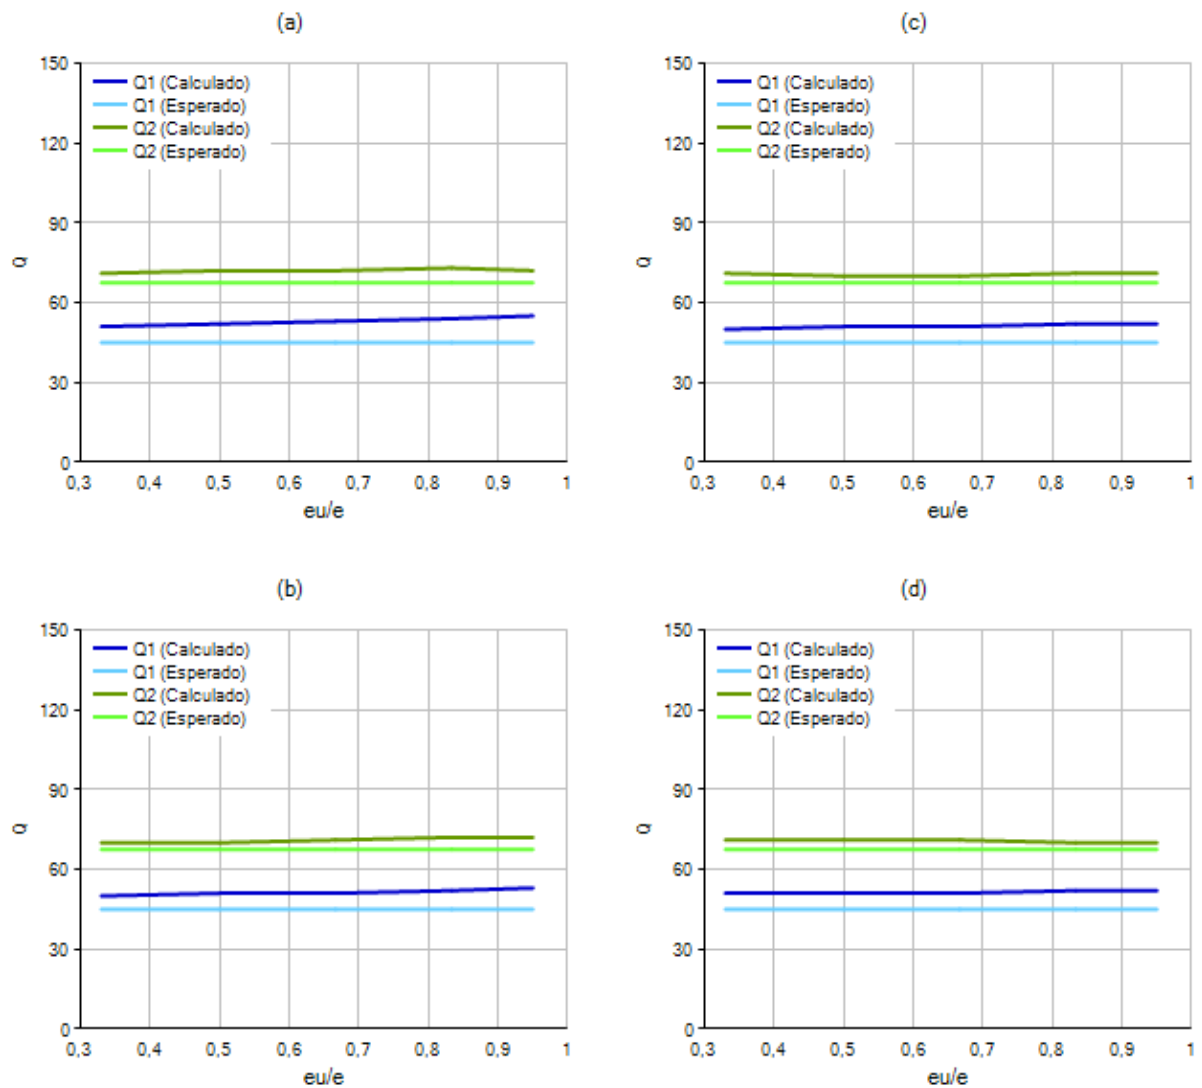 (a)
150
120
90
60
30
0
Q
Q1 (Calculado)
Q1 (Esperado)
Q2 (Calculado)
Q2 (Esperado)
0,3 0,4 0,5 0,6 0,7 0,8 0,9 1
eu/e
(c)
150
120
90
60
30
0
Q
Q1 (Calculado)
Q1 (Esperado)
Q2 (Calculado)
Q2 (Esperado)
0,3 0,4 0,5 0,6 0,7 0,8 0,9 1
eu/e
(b)
150
120
90
60
30
0
Q
Q1 (Calculado)
Q1 (Esperado)
Q2 (Calculado)
Q2 (Esperado)
0,3 0,4 0,5 0,6 0,7 0,8 0,9 1
eu/e
(d)
150
120
90
60
30
0
Q
Q1 (Calculado)
Q1 (Esperado)
Q2 (Calculado)
Q2 (Esperado)
0,3 0,4 0,5 0,6 0,7 0,8 0,9 1
eu/e